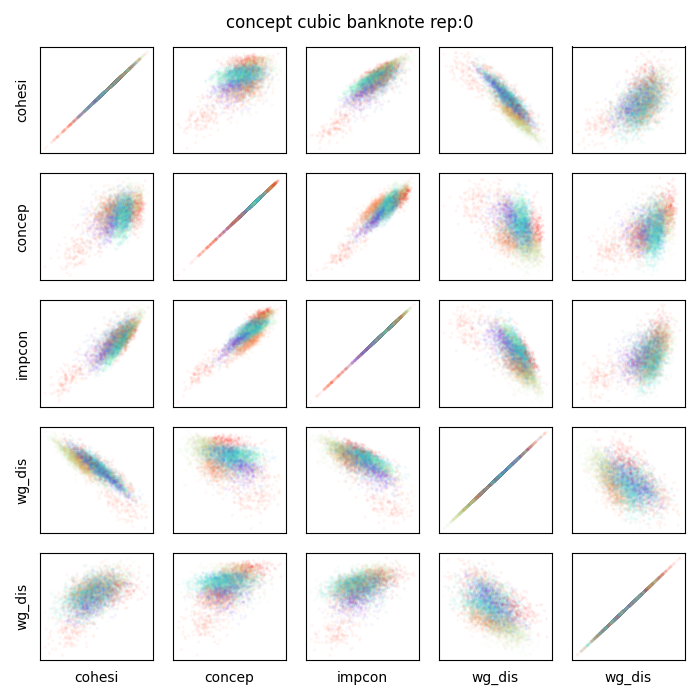 concept cubic banknote rep:0
cohesi
concep
impcon
wg_dis
wg_dis
cohesi
concep
impcon
wg_dis
wg_dis